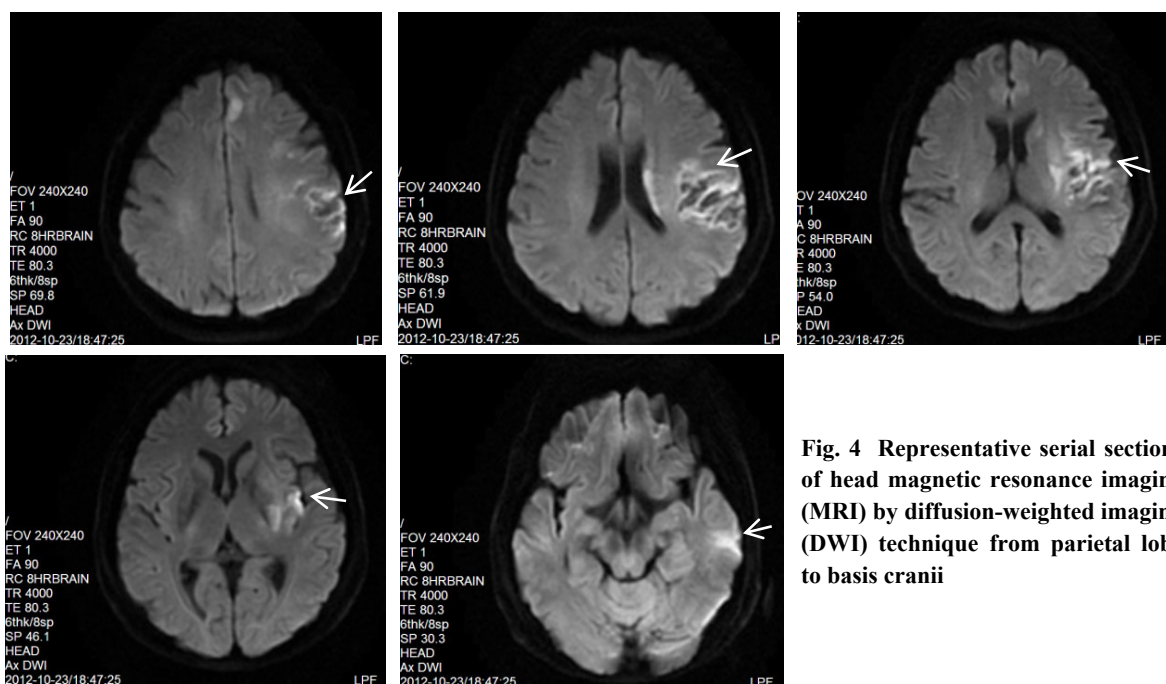 /
FOV 240X240
ET 1
FA 90
RC 8HRBRAIN
TR 4000
TE 80.3
6thk/8sp
SP 69.8
HEAD
Ax DWI
2012-10-23/18:47:25
LPF
/
FOV 240X240
ET 1
FA 90
RC 8HRBRAIN
TR 4000
TE 80.3
6thk/8sp
SP 61.9
HEAD
Ax DWI
2012-10-23/18:47:25
LP
OV 240X240
T 1
A 90
C 8HRBRAIN
R 4000
E 80.3
thk/8sp
P 54.0
EAD
x DWI
012-10-23/18:47:25
LPF
C:
/
FOV 240X240
ET 1
FA 90
RC 8HRBRAIN
TR 4000
TE 80.3
6thk/8sp
SP 46.1
HEAD
Ax DWI
2012-10-23/18:47:25
LPF
C:
/
FOV 240X240
ET 1
FA 90
RC 8HRBRAIN
TR 4000
TE 80.3
6thk/8sp
SP 30.3
HEAD
Ax DWI
2012-10-23/18:47:25
LPF
Fig. 4 Representative serial section
of head magnetic resonance imagin
(MRI) by diffusion-weighted imagin
(DWI) technique from parietal lob
to basis cranii